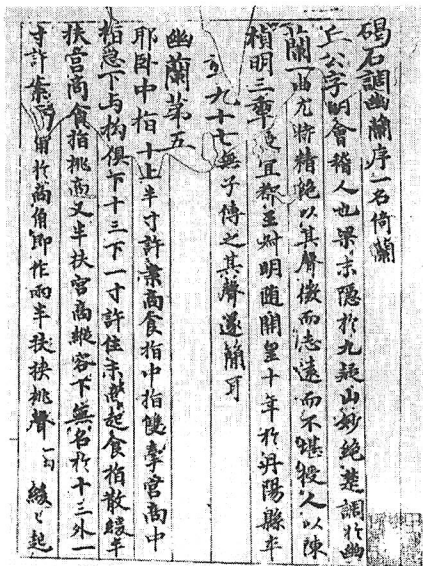 碣石調幽蘭序一名倚蘭
丘公字明會稽人也梁末隱於九疑山妙絕楚調於幽
蘭一曲尤特精絕以其聲微而志遠而不堪授人以陳
禎明三年授宜都王叔明隨開皇十年於丹陽縣卒
九十七無子傳之其聲遂簡耳
幽蘭第五
耶臥中指十上半寸許案商食指中指雙牽宮商中
指急下与拘俱下十三下一寸許住末商起食指散緩半
扶宮商食指挑商又半扶宮商縱容下無名於十三外一
寸許案商角於商角即作兩半扶挾挑聲一句緩緩起